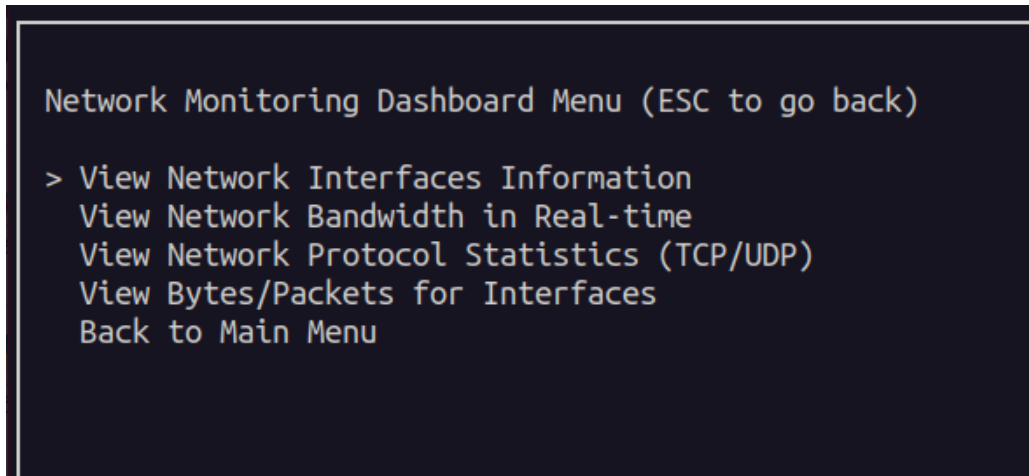 Network Monitoring Dashboard Menu (ESC to go back)
> View Network Interfaces Information
View Network Bandwidth in Real-time
View Network Protocol Statistics (TCP/UDP)
View Bytes/Packets for Interfaces
Back to Main Menu